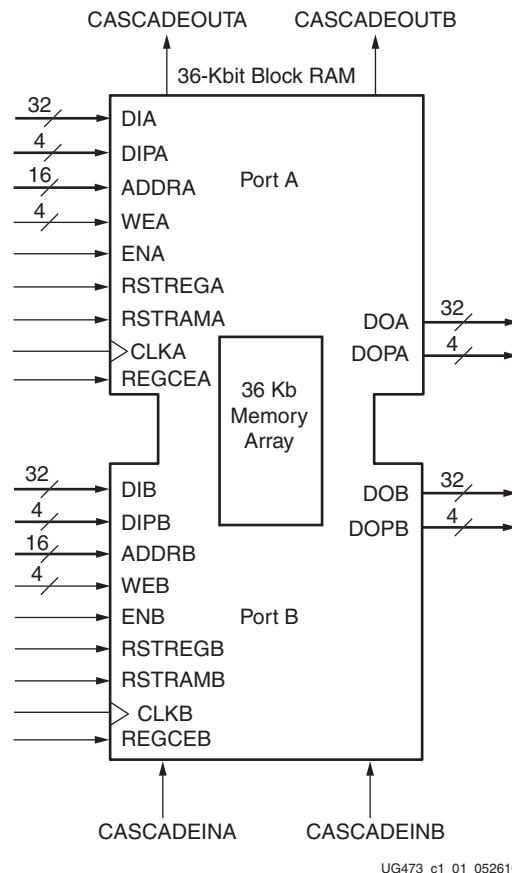 CASCADEOUTA CASCADEOUTB
36-Kbit Block RAM
32
DIA
4
DIPA
16
ADDRA
Port A
4
WEA
ENA
RSTREGA
RSTRAMA
DOA
32
CLKA
DOPA
4
REGCEA
36 Kb
Memory
Array
32
DIB
DOB
32
4
DIPB
DOPB
4
16
ADDRB
4
WEB
ENB
Port B
RSTREGB
RSTRAMB
CLKB
REGCEB
CASCADEINA CASCADEINB
UG473_c1_01_052610